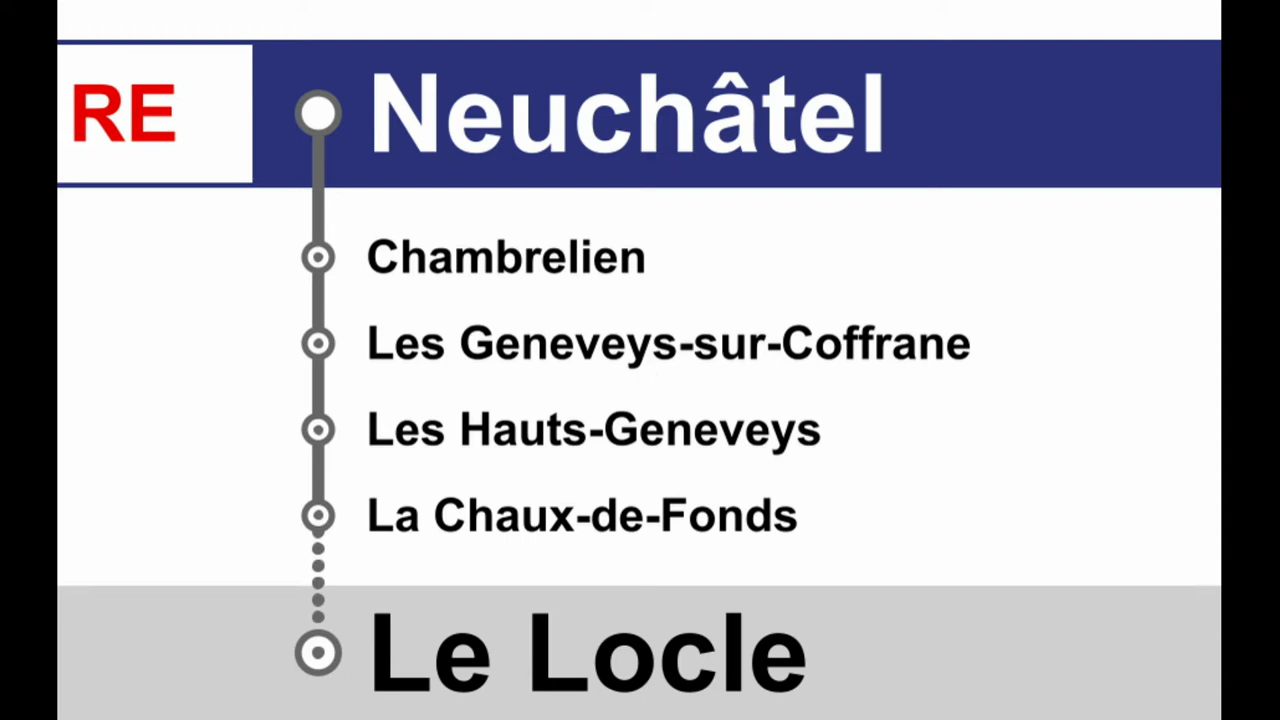 RE Neuchâtel
Chambrelien
Les Geneveys-sur-Coffrane
Les Hauts-Geneveys
La Chaux-de-Fonds
Le Locle